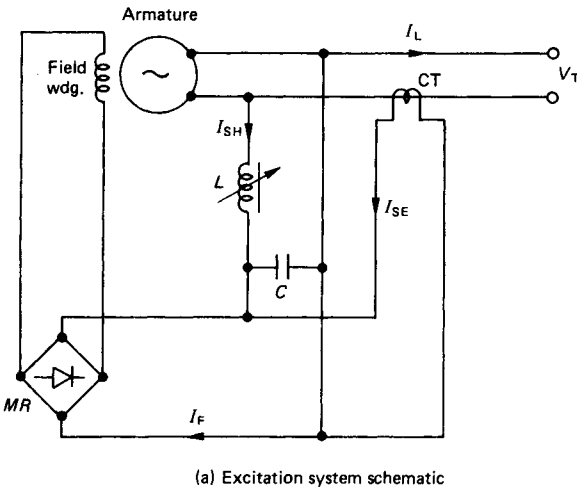 Armature
Field
wdg.
~
I_L
V_T
CT
I_SH
L
I_SE
C
MR
I_F
(a) Excitation system schematic